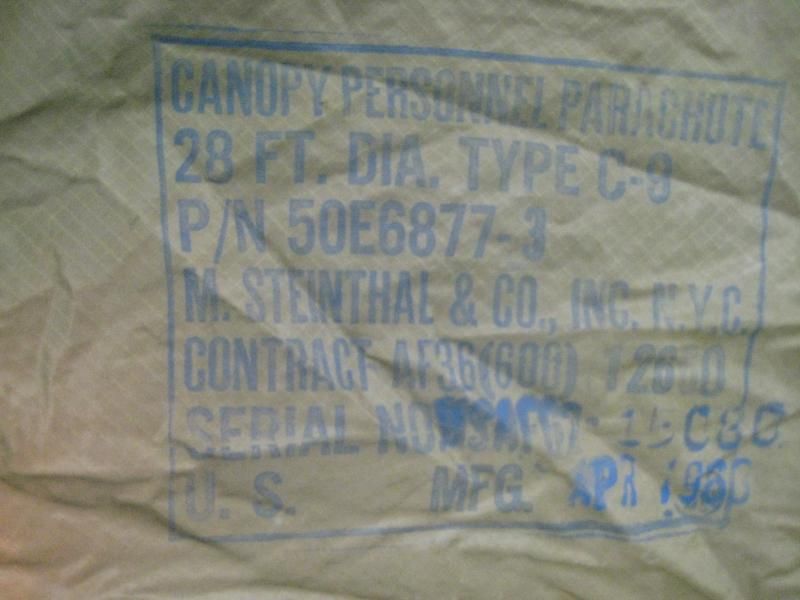 CANOPY PERSONNEL PARACHUTE
28 FT. DIA. TYPE C-9
P/N 50E6877-3
M. STEINTHAL & CO., INC. N.Y.C.
CONTRACT AF36(600)
SERIAL NO.
U. S. MFG. APR 1960